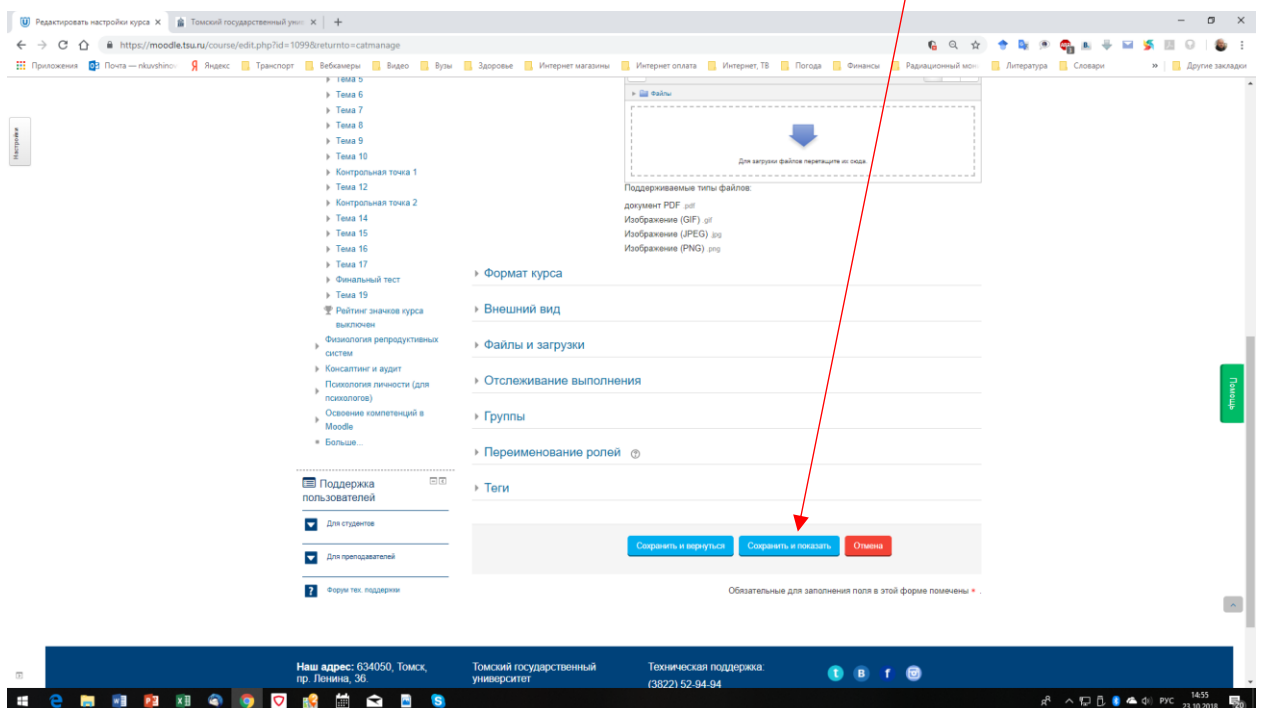 Редактировать настройки курса
Томский государственный унив
https://moodle.tsu.ru/course/edit.php?id=1099&returnto=catmanage
Приложения Почта — nkuvshinov Яндекс Транспорт Вебкамеры Видео Вузы Здоровье Интернет магазины Интернет оплата Интернет, ТВ Погода Финансы Радиационный мон Литература Словари » Другие закладки
Настройки
Тема 5
Тема 6
Тема 7
Тема 8
Тема 9
Тема 10
Контрольная точка 1
Тема 12
Контрольная точка 2
Тема 14
Тема 15
Тема 16
Тема 17
Финальный тест
Тема 19
Рейтинг значков курса
выключен
Физиология репродуктивных
систем
Консалтинг и аудит
Психология личности (для
психологов)
Освоение компетенций в
Moodle
Больше...
Поддержка
пользователей
Для студентов
Для преподавателей
Форум тех. поддержки
Файлы
Для загрузки файлов перетащите их сюда.
Поддерживаемые типы файлов:
документ PDF .pdf
Изображение (GIF) .gif
Изображение (JPEG) .jpg
Изображение (PNG) .png
Формат курса
Внешний вид
Файлы и загрузки
Отслеживание выполнения
Группы
Переименование ролей
Теги
Сохранить и вернуться Сохранить и показать Отмена
Обязательные для заполнения поля в этой форме помечены * .
Помощь
Наш адрес: 634050, Томск,
пр. Ленина, 36.
Томский государственный
университет
Техническая поддержка:
(3822) 52-94-94
РУС
14:55
23.10.2018